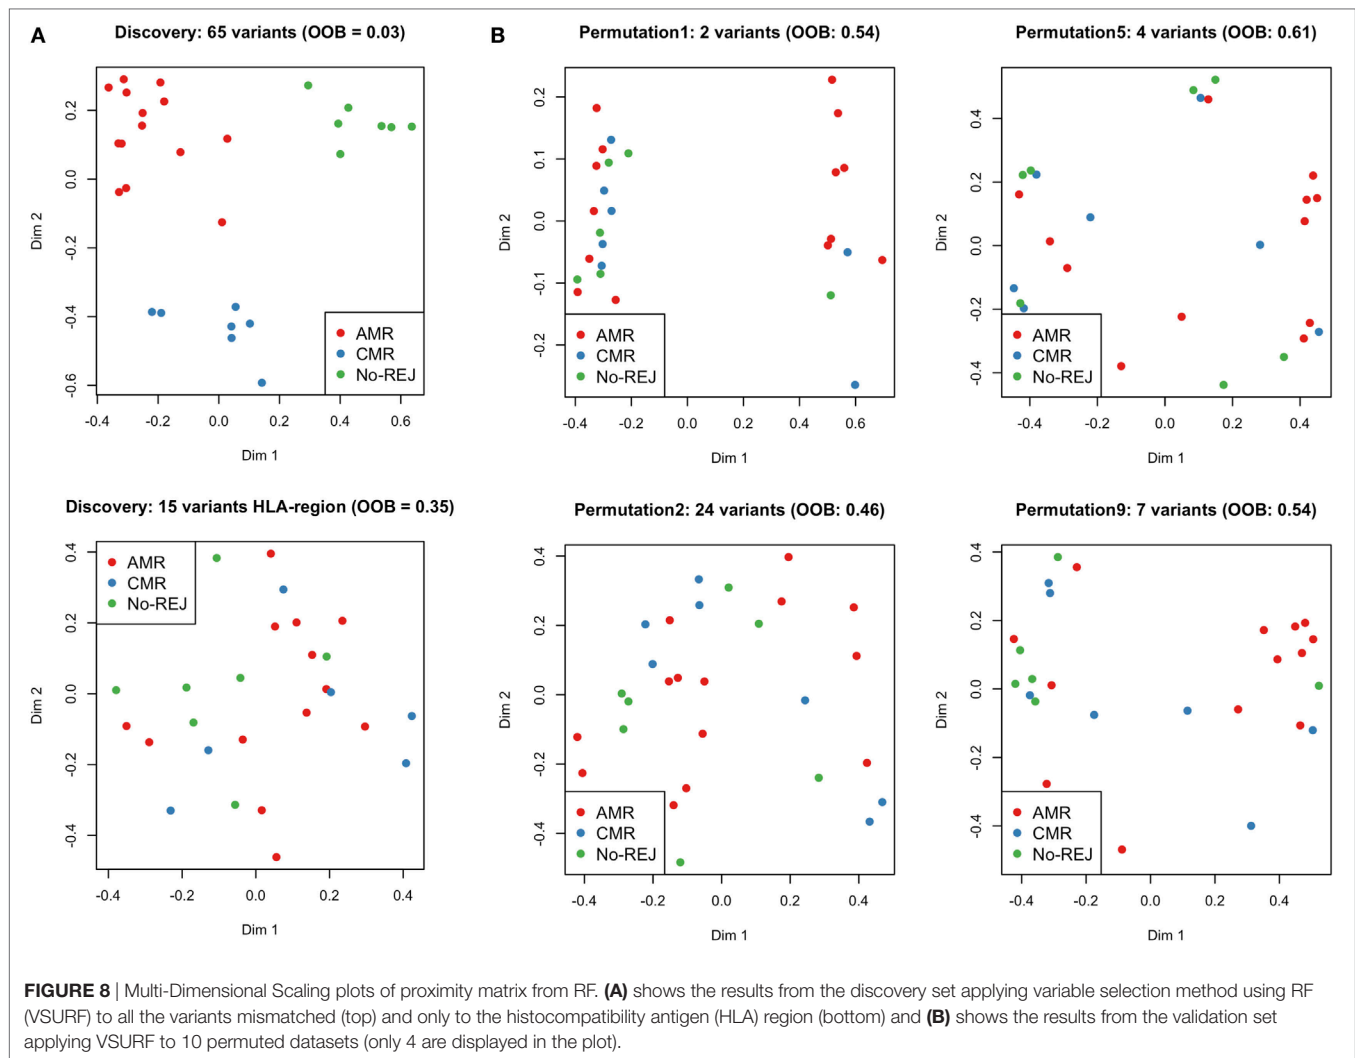 A
Discovery: 65 variants (OOB = 0.03)
Dim 2
0.2
0.0
-0.2
-0.4
-0.6
AMR
CMR
No-REJ
-0.4 -0.2 0.0 0.2 0.4 0.6
Dim 1
Discovery: 15 variants HLA-region (OOB = 0.35)
Dim 2
0.4
0.2
0.0
-0.2
-0.4
AMR
CMR
No-REJ
-0.4 -0.2 0.0 0.2 0.4
Dim 1
B
Permutation1: 2 variants (OOB: 0.54)
Dim 2
0.2
0.1
0.0
-0.1
-0.2
AMR
CMR
No-REJ
-0.4 -0.2 0.0 0.2 0.4 0.6
Dim 1
Permutation5: 4 variants (OOB: 0.61)
Dim 2
0.4
0.2
0.0
-0.2
-0.4
AMR
CMR
No-REJ
-0.4 -0.2 0.0 0.2 0.4
Dim 1
Permutation2: 24 variants (OOB: 0.46)
Dim 2
0.4
0.2
0.0
-0.2
-0.4
AMR
CMR
No-REJ
-0.4 -0.2 0.0 0.2 0.4
Dim 1
Permutation9: 7 variants (OOB: 0.54)
Dim 2
0.4
0.2
0.0
-0.2
-0.4
AMR
CMR
No-REJ
-0.4 -0.2 0.0 0.2 0.4
Dim 1
FIGURE 8 | Multi-Dimensional Scaling plots of proximity matrix from RF. (A) shows the results from the discovery set applying variable selection method using RF
(VSURF) to all the variants mismatched (top) and only to the histocompatibility antigen (HLA) region (bottom) and (B) shows the results from the validation set
applying VSURF to 10 permuted datasets (only 4 are displayed in the plot).